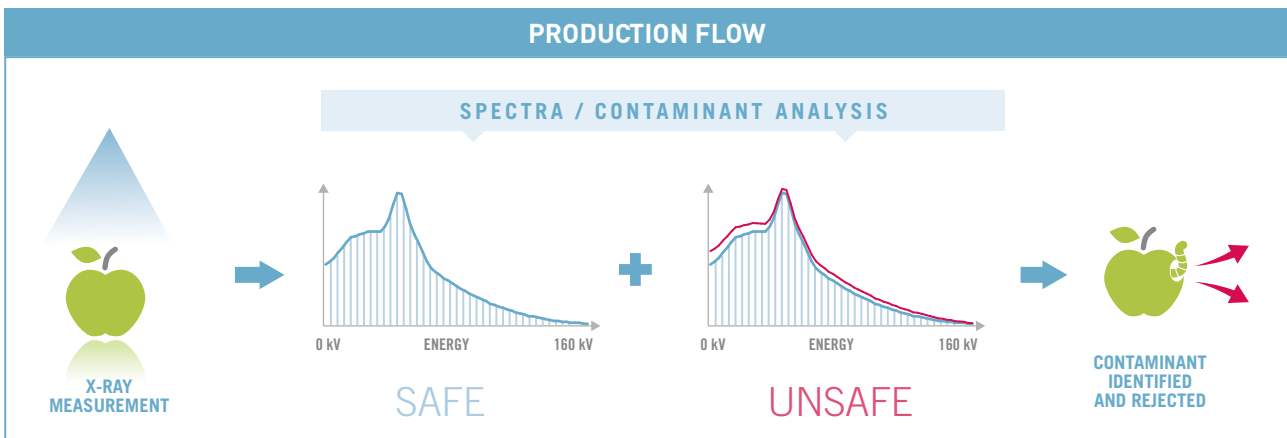 PRODUCTION FLOW
SPECTRA / CONTAMINANT ANALYSIS
X-RAY
MEASUREMENT
0 kV ENERGY 160 kV
SAFE
0 kV ENERGY 160 kV
UNSAFE
CONTAMINANT
IDENTIFIED
AND REJECTED